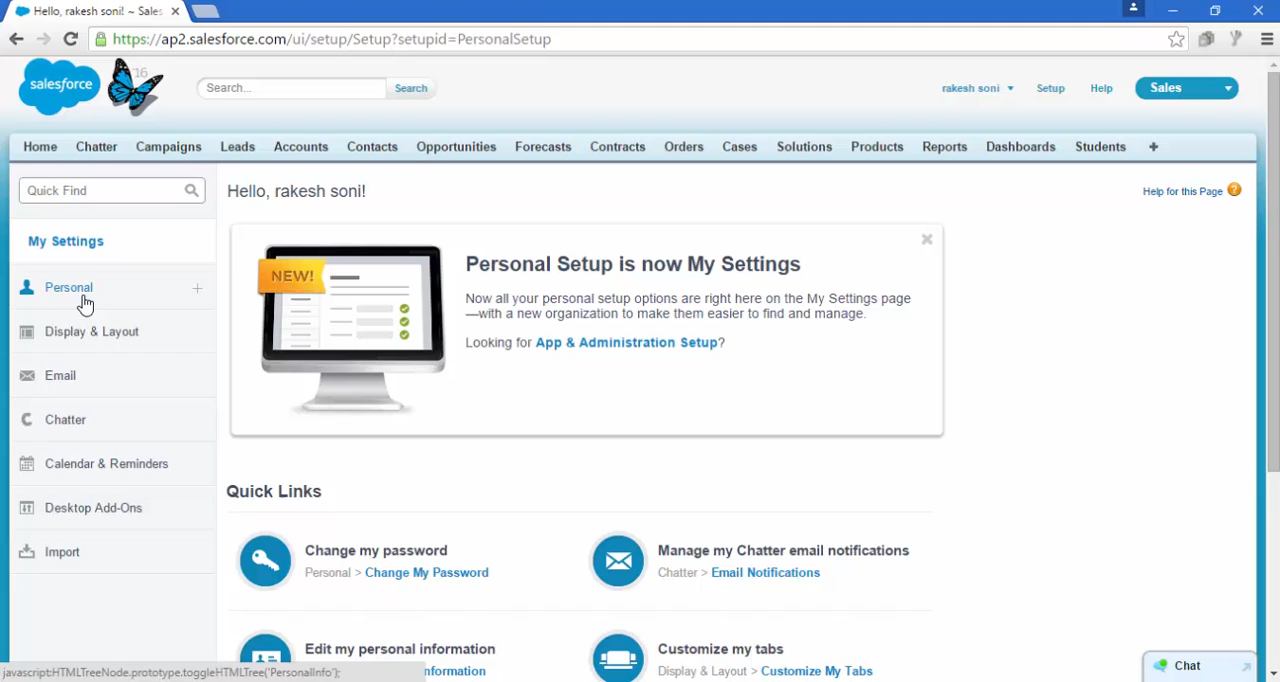 Hello, rakesh soni! ~ Sales
https://ap2.salesforce.com/ui/setup/Setup?setupid=PersonalSetup
salesforce
'16
Search...
Search
rakesh soni
Setup
Help
Sales
Home
Chatter
Campaigns
Leads
Accounts
Contacts
Opportunities
Forecasts
Contracts
Orders
Cases
Solutions
Products
Reports
Dashboards
Students
+
Quick Find
Hello, rakesh soni!
Help for this Page
My Settings
Personal
Display & Layout
Email
Chatter
Calendar & Reminders
Desktop Add-Ons
Import
NEW!
Personal Setup is now My Settings
Now all your personal setup options are right here on the My Settings page
—with a new organization to make them easier to find and manage.
Looking for App & Administration Setup?
Quick Links
Change my password
Personal > Change My Password
Manage my Chatter email notifications
Chatter > Email Notifications
Edit my personal information
nformation
Customize my tabs
Display & Layout > Customize My Tabs
javascript:HTMLTreeNode.prototype.toggleHTMLTree('PersonalInfo');
Chat